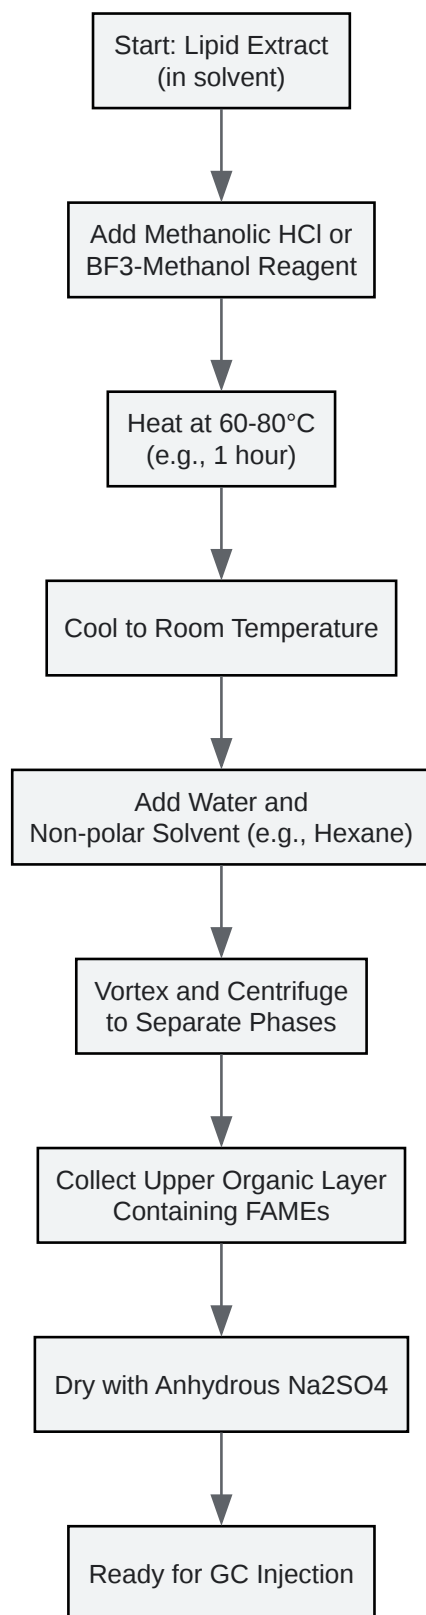 Start: Lipid Extract
(in solvent)
Add Methanolic HCl or
BF3-Methanol Reagent
Heat at 60-80°C
(e.g., 1 hour)
Cool to Room Temperature
Add Water and
Non-polar Solvent (e.g., Hexane)
Vortex and Centrifuge
to Separate Phases
Collect Upper Organic Layer
Containing FAMEs
Dry with Anhydrous Na2SO4
Ready for GC Injection